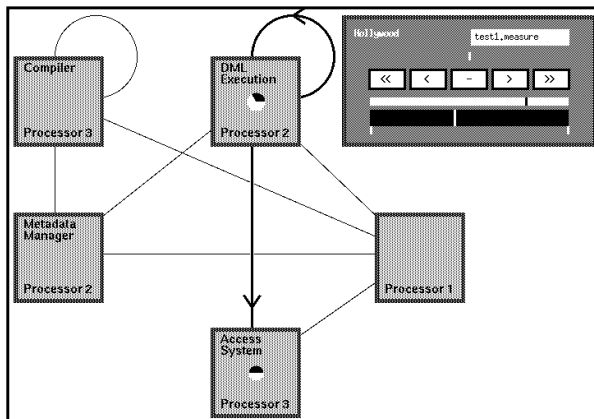 Compiler
Processor 3
DML
Execution
Processor 2
Hollywood
test1.measure
<<
<
-
>
>>
Metadata
Manager
Processor 2
Processor 1
Access
System
Processor 3